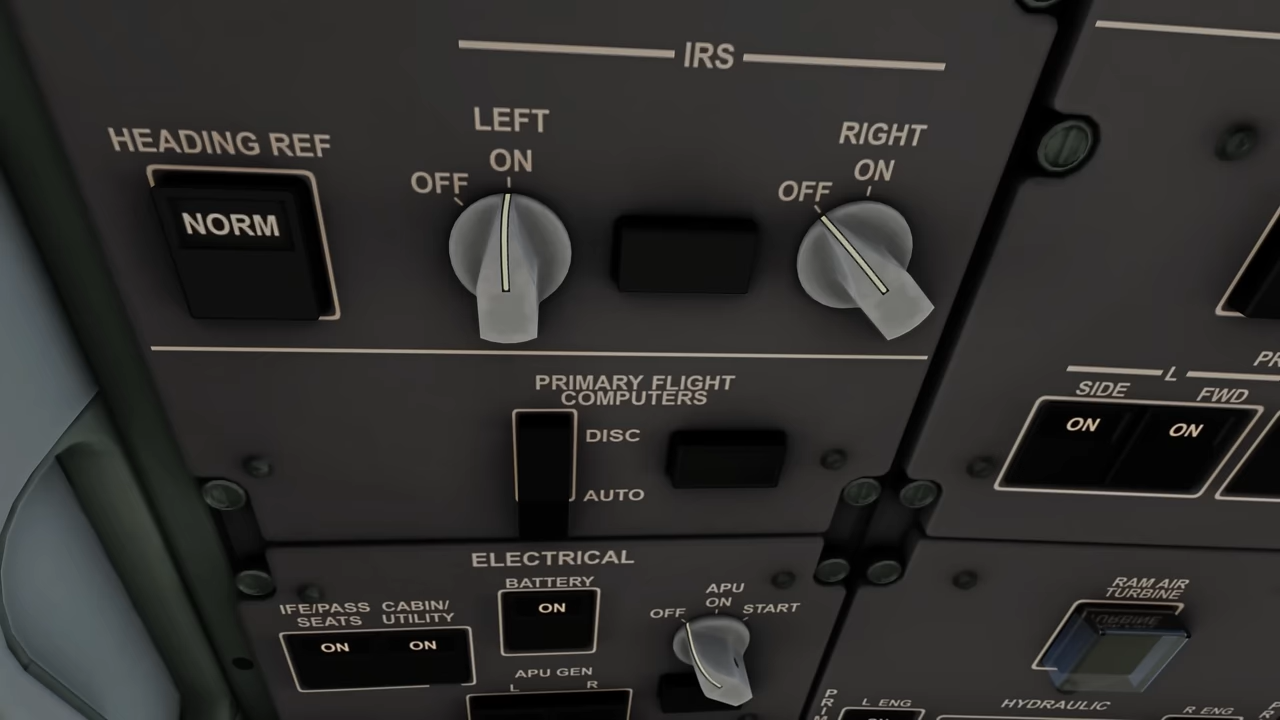 IRS
HEADING REF
NORM
LEFT
OFF
ON
RIGHT
OFF
ON
PRIMARY FLIGHT
COMPUTERS
DISC
AUTO
L
SIDE
FWD
ON
ON
ELECTRICAL
BATTERY
ON
IFE/PASS
SEATS
CABIN/
UTILITY
ON
ON
APU
OFF
ON
START
APU GEN
L
R
RAM AIR
TURBINE
L ENG
HYDRAULIC
R ENG